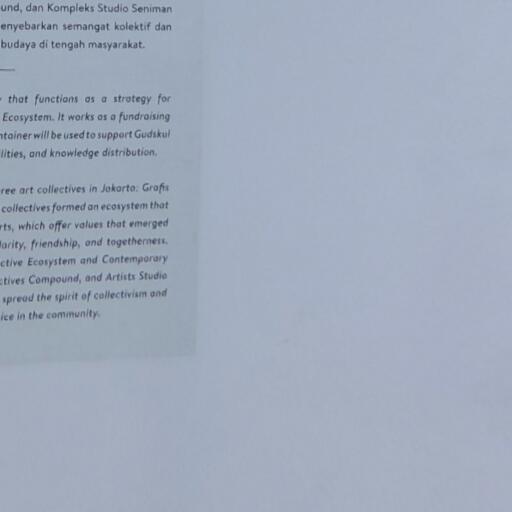 und, dan Kompleks Studio Seniman
enyebarkan semangat kolektif dan
budaya di tengah masyarakat.
that functions as a strategy for
Ecosystem. It works as a fundraising
ntainer will be used to support Gudskul
lities, and knowledge distribution.
ree art collectives in Jakarta: Grafis
collectives formed an ecosystem that
rts, which offer values that emerged
larity, friendship, and togetherness.
ctive Ecosystem and Contemporary
ctives Compound, and Artists Studio
spread the spirit of collectivism and
ice in the community.